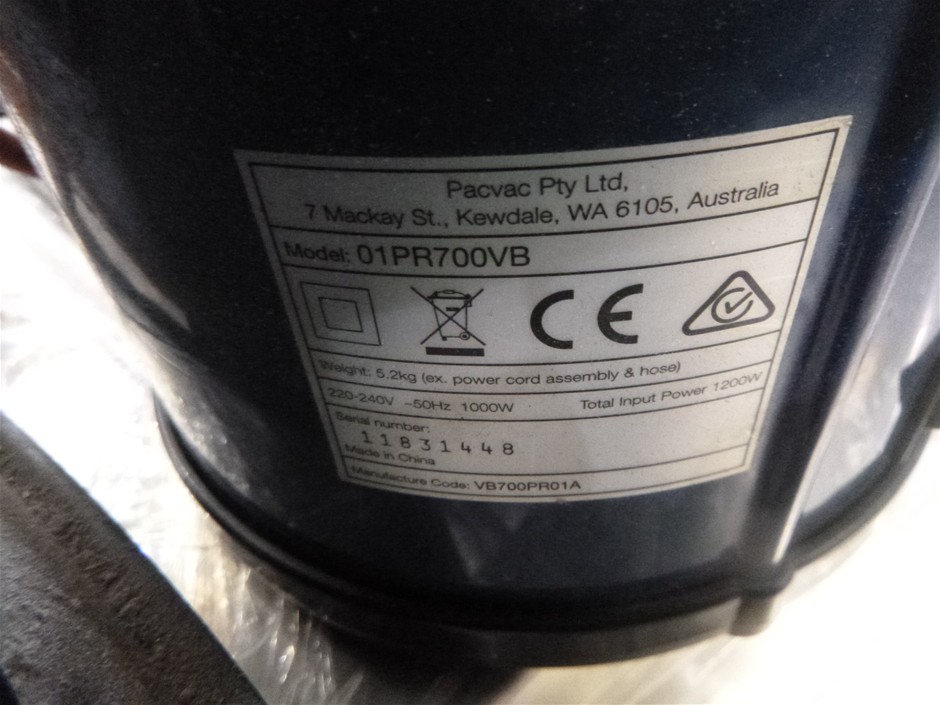 Pacvac Pty Ltd,
7 Mackay St., Kewdale, WA 6105, Australia
Model: 01PR700VB
CE
Weight: 5.2kg (ex. power cord assembly & hose)
220-240V ~50Hz 1000W Total Input Power 1200W
Serial number:
11831448
Made in China
Manufacture Code: VB700PR01A